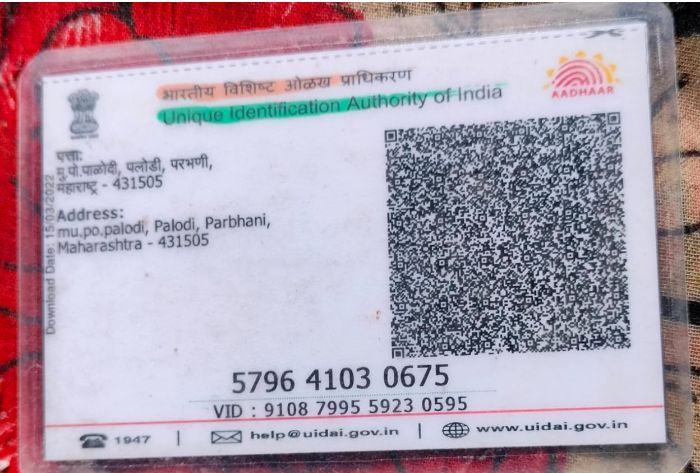 भारतीय विशिष्ट ओळख प्राधिकरण
Unique Identification Authority of India
AADHAAR
पत्ता:
मु.पो.पाळोदी, पलोडी, परभणी,
महाराष्ट्र - 431505
Address:
mu.po.palodi, Palodi, Parbhani,
Maharashtra - 431505
Download Date: 15/03/2022
5796 4103 0675
VID : 9108 7995 5923 0595
1947
help@uidai.gov.in
www.uidai.gov.in